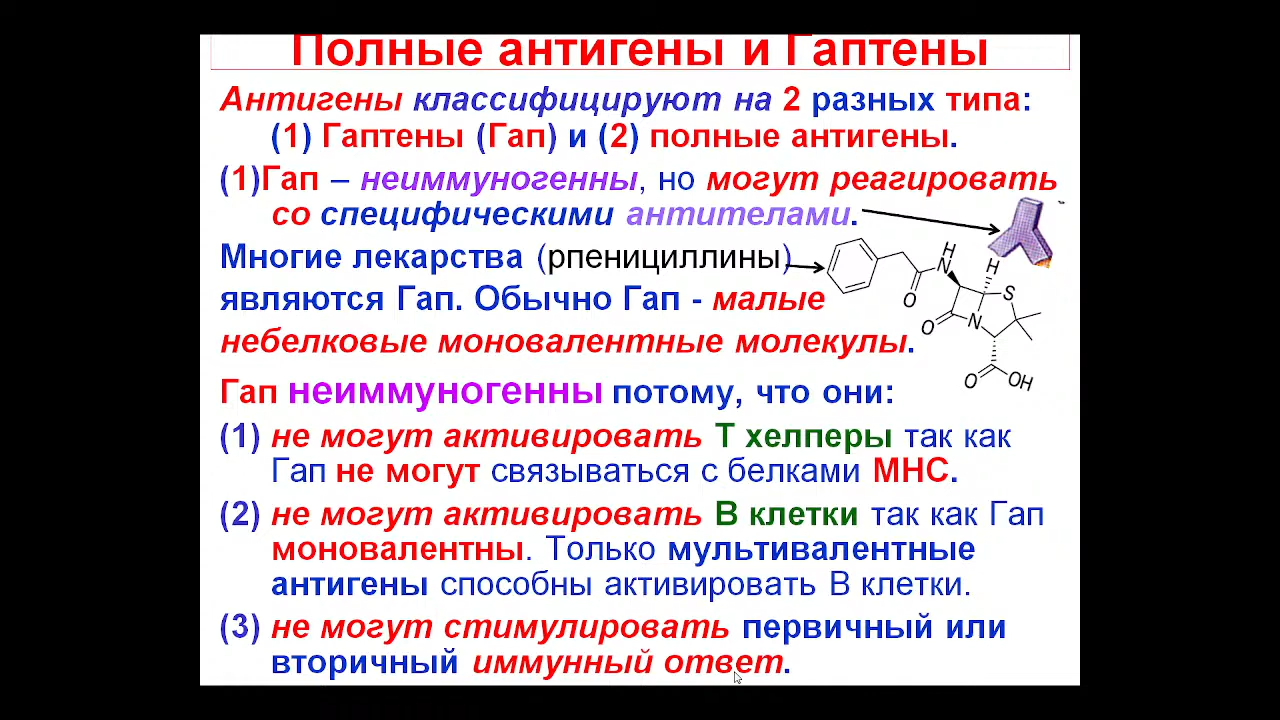 Полные антигены и Гаптены
Антигены классифицируют на 2 разных типа:
(1) Гаптены (Гап) и (2) полные антигены.
(1)Гап – неиммуногенны, но могут реагировать
со специфическими антителами.
Многие лекарства (рпенициллины)
являются Гап. Обычно Гап - малые
небелковые моновалентные молекулы.
H
N
H
S
O
O
N
O
OH
Гап неиммуногенны потому, что они:
(1) не могут активировать Т хелперы так как
Гап не могут связываться с белками МНС.
(2) не могут активировать В клетки так как Гап
моновалентны. Только мультивалентные
антигены способны активировать В клетки.
(3) не могут стимулировать первичный или
вторичный иммунный ответ.